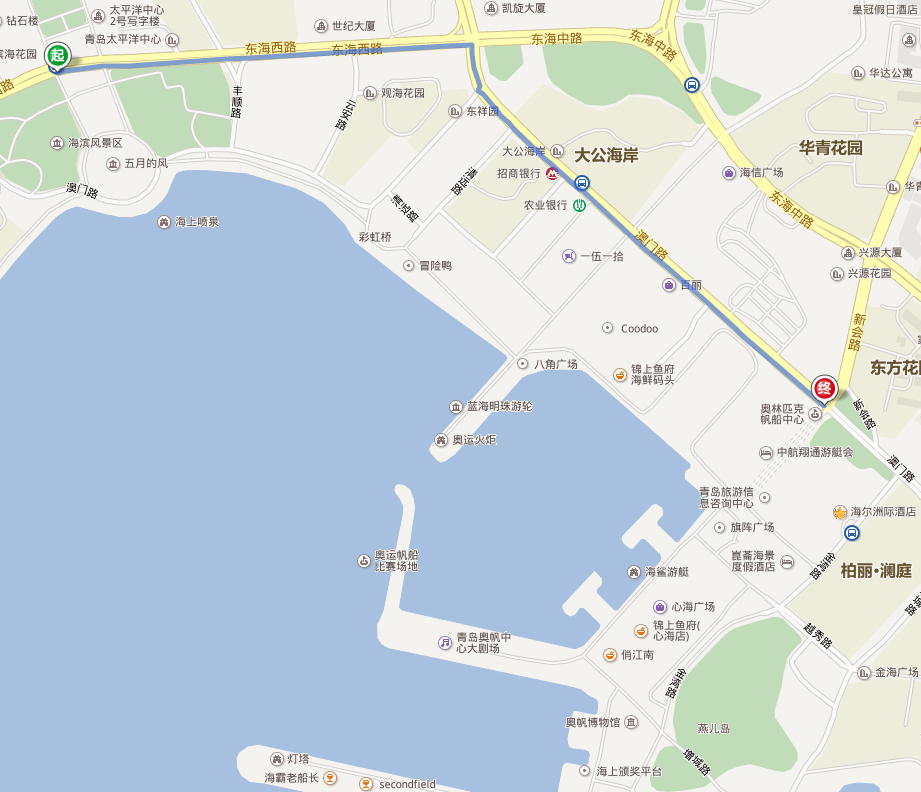 钻石楼
太平洋中心
2号写字楼
世纪大厦
凯旋大厦
皇冠假日酒店
滨海花园
起
青岛太平洋中心
东海西路
东海西路
东海中路
东海中路
华达公寓
丰顺路
云安路
观海花园
东祥园
大公海岸
大公海岸
华青花园
海滨风景区
五月的风
招商银行
海信广场
澳门路
清远路
清远路
农业银行
东海中路
海上喷泉
彩虹桥
澳门路
一伍一拾
兴源大厦
兴源花园
冒险鸭
百丽
新会路
Coodoo
八角广场
锦上鱼府
海鲜码头
东方花
终
蓝海明珠游轮
奥林匹克
帆船中心
新会路
奥运火炬
中航翔通游艇会
澳门路
青岛旅游信
息咨询中心
海尔洲际酒店
旗阵广场
奥运帆船
比赛场地
崑崙海景
度假酒店
金湾路
柏丽·澜庭
海鲨游艇
心海广场
锦上鱼府(
心海店)
青岛奥帆中
心大剧场
越秀路
俏江南
金湾路
金海广场
奥帆博物馆
燕儿岛
灯塔
海霸老船长
secondfield
海上颁奖平台
增城路